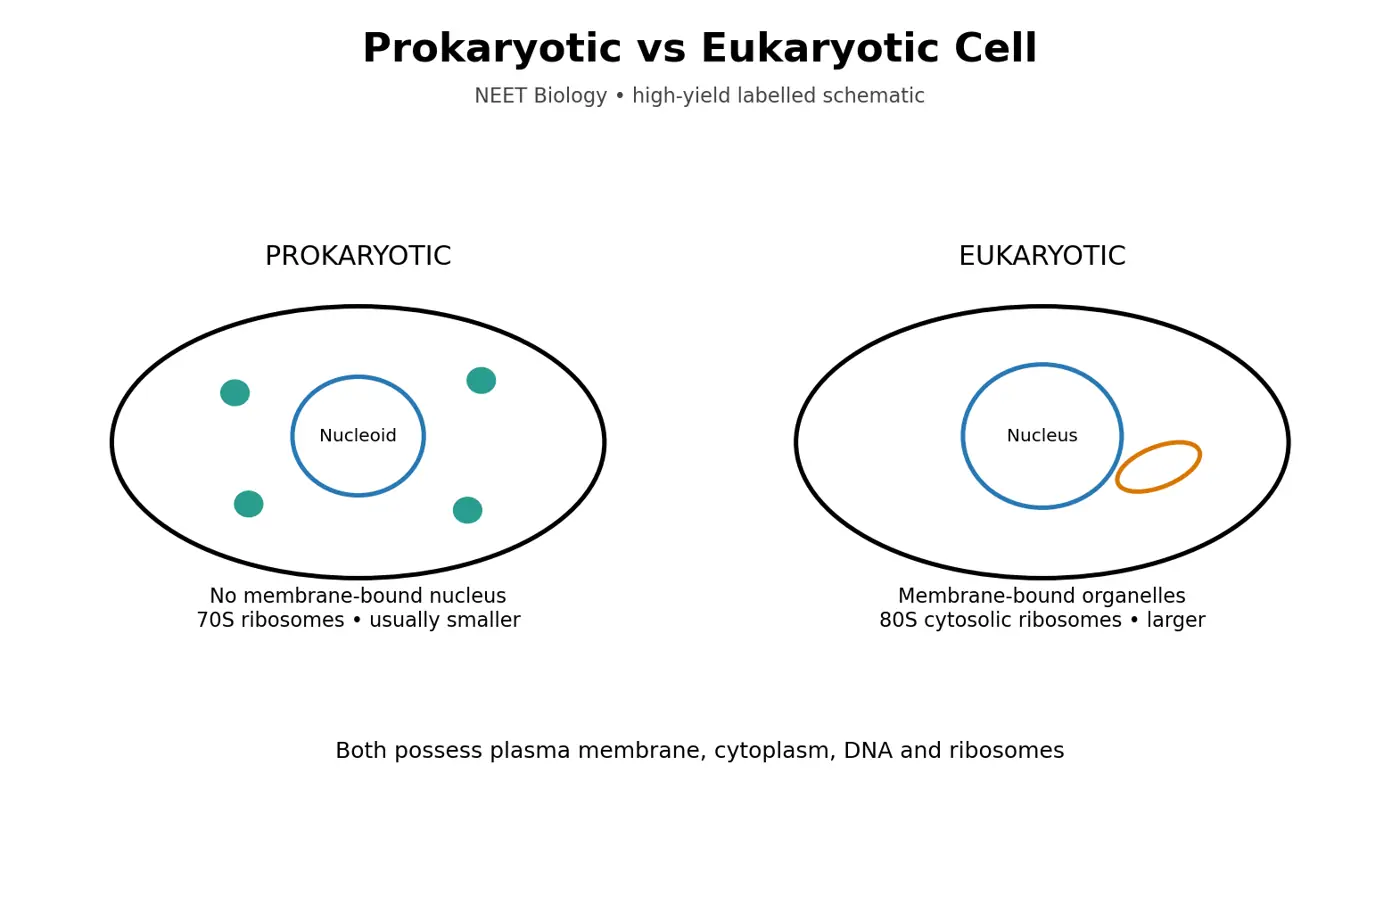 Prokaryotic vs Eukaryotic Cell
NEET Biology • high-yield labelled schematic
PROKARYOTIC
Nucleoid
No membrane-bound nucleus
70S ribosomes • usually smaller
EUKARYOTIC
Nucleus
Membrane-bound organelles
80S cytosolic ribosomes • larger
Both possess plasma membrane, cytoplasm, DNA and ribosomes